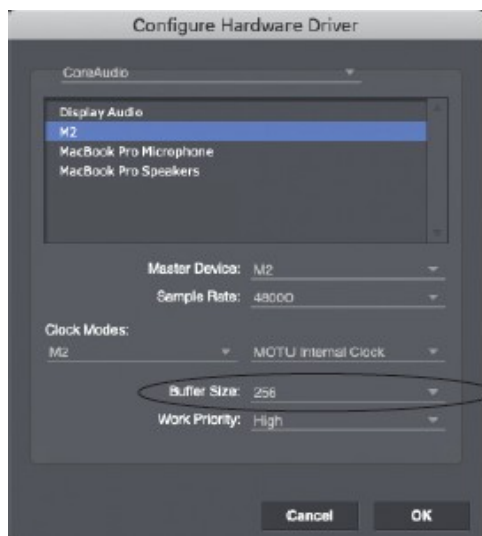 Configure Hardware Driver
CoreAudio
Display Audio
M2
MacBook Pro Microphone
MacBook Pro Speakers
Master Device: M2
Sample Rate: 48000
Clock Modes:
M2 MOTU Internal Clock
Buffer Size: 256
Work Priority: High
Cancel OK